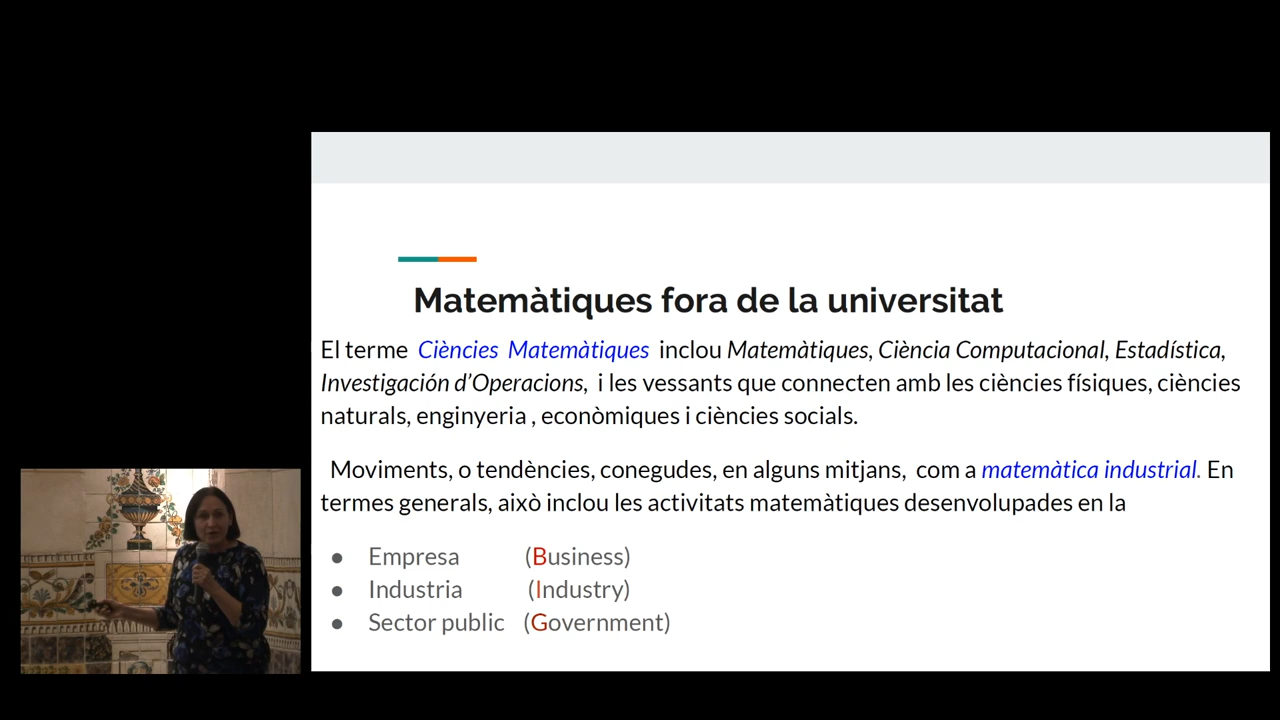 Matemàtiques fora de la universitat
El terme Ciències Matemàtiques inclou Matemàtiques, Ciència Computacional, Estadística,
Investigación d’Operacions, i les vessants que connecten amb les ciències físiques, ciències
naturals, enginyeria , econòmiques i ciències socials.
Moviments, o tendències, conegudes, en alguns mitjans, com a matemàtica industrial. En
termes generals, això inclou les activitats matemàtiques desenvolupades en la
● Empresa (Business)
● Industria (Industry)
● Sector public (Government)